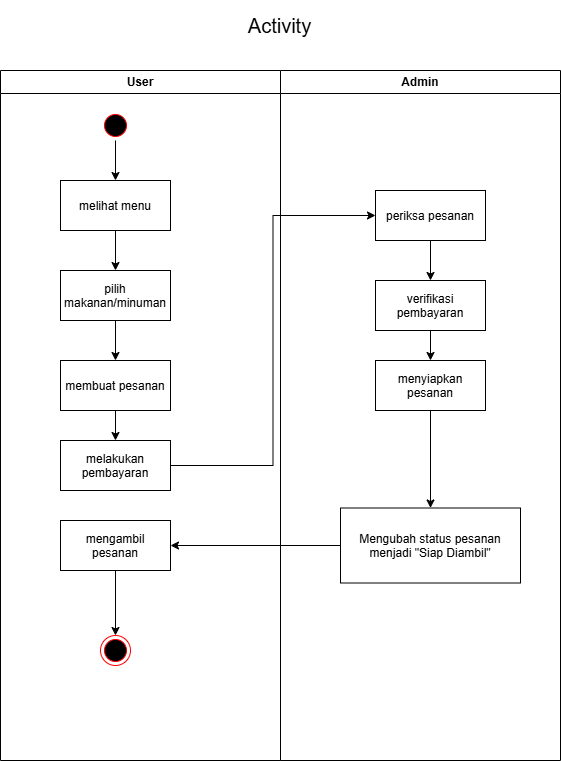 Activity
User
Admin
melihat menu
pilih
makanan/minuman
membuat pesanan
melakukan
pembayaran
periksa pesanan
verifikasi
pembayaran
menyiapkan
pesanan
Mengubah status pesanan
menjadi "Siap Diambil"
mengambil
pesanan